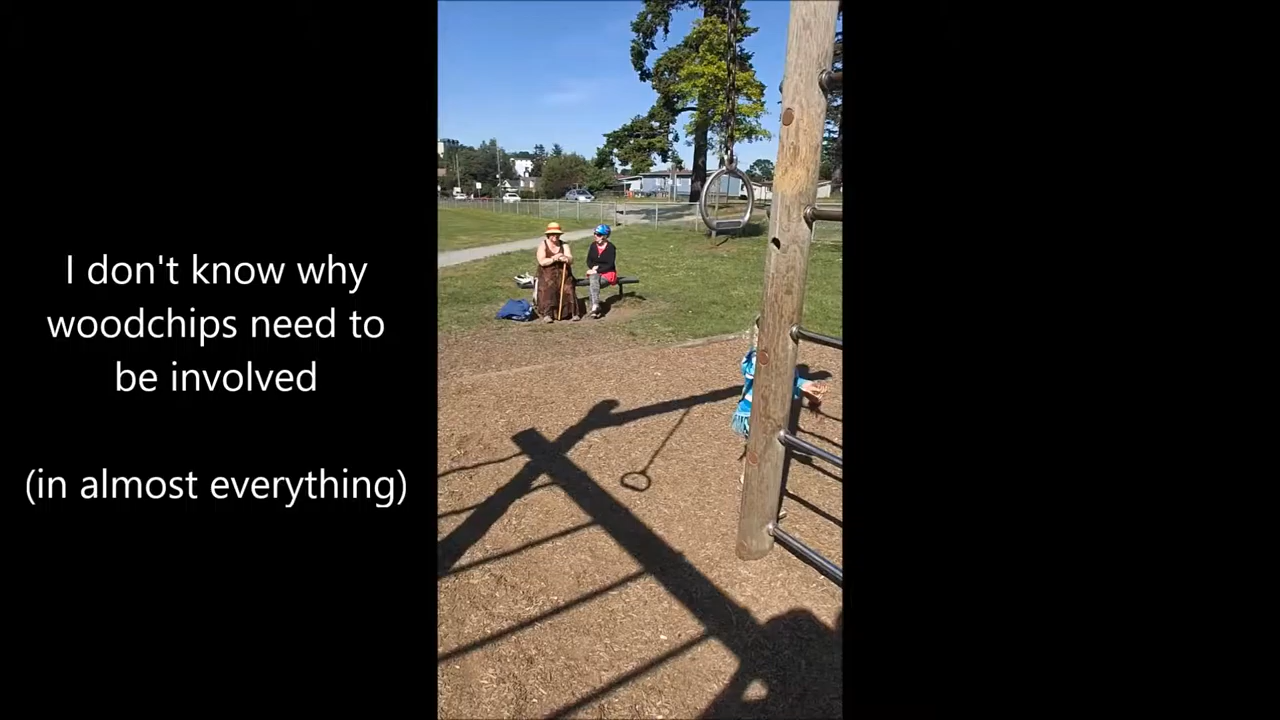 I don't know why
woodchips need to
be involved
(in almost everything)